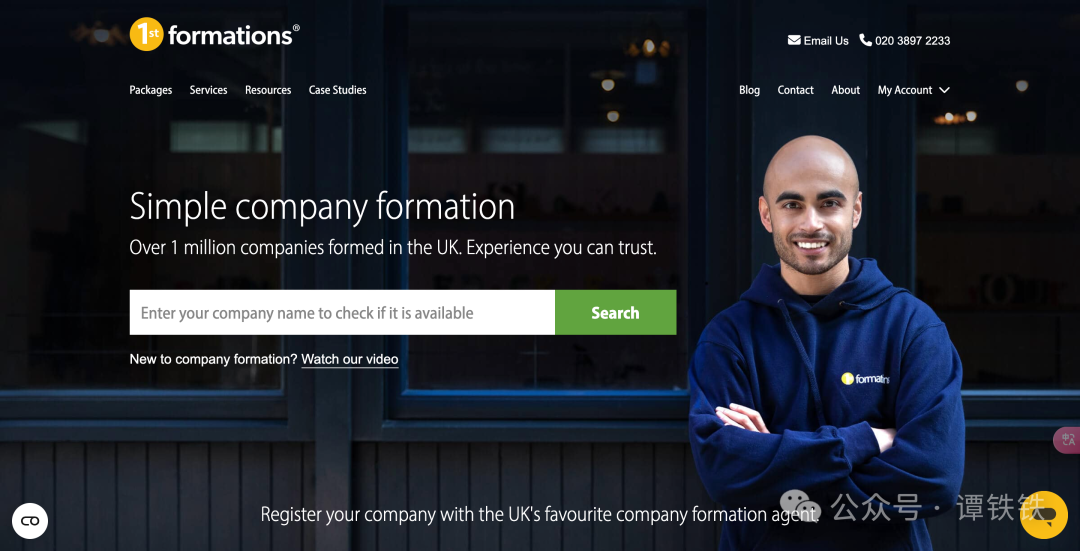 1st formations®
Email Us 020 3897 2233
Packages Services Resources Case Studies
Blog Contact About My Account
Simple company formation
Over 1 million companies formed in the UK. Experience you can trust.
Enter your company name to check if it is available
Search
New to company formation? Watch our video
1st formations
Register your company with the UK's favourite company formation agent.
公众号 · 谭铁铁